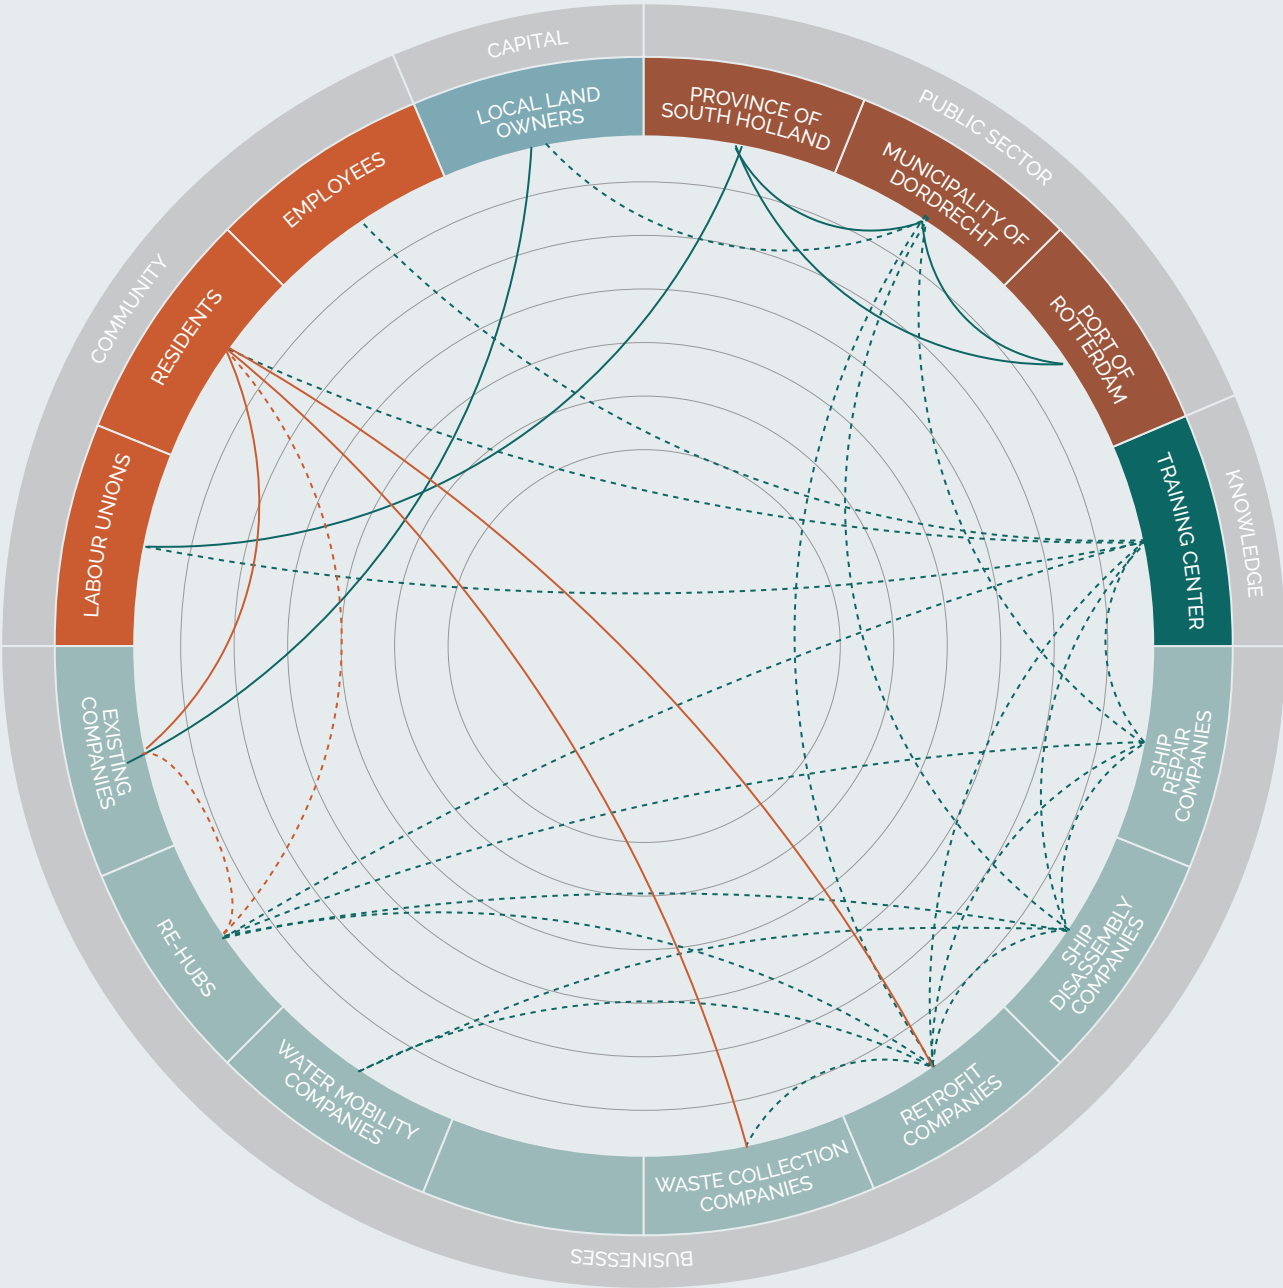 CAPITAL
PUBLIC SECTOR
LOCAL LAND
OWNERS
PROVINCE OF
SOUTH HOLLAND
MUNICIPALITY OF
DORDRECHT
PORT OF
ROTTERDAM
KNOWLEDGE
TRAINING CENTER
SHIP
REPAIR
COMPANIES
SHIP
DISASSEMBLY
COMPANIES
RETROFIT
COMPANIES
WASTE COLLECTION
COMPANIES
BUSINESSES
WATER MOBILITY
COMPANIES
RE-HUBS
EXISTING
COMPANIES
LABOUR UNIONS
RESIDENTS
EMPLOYEES
COMMUNITY